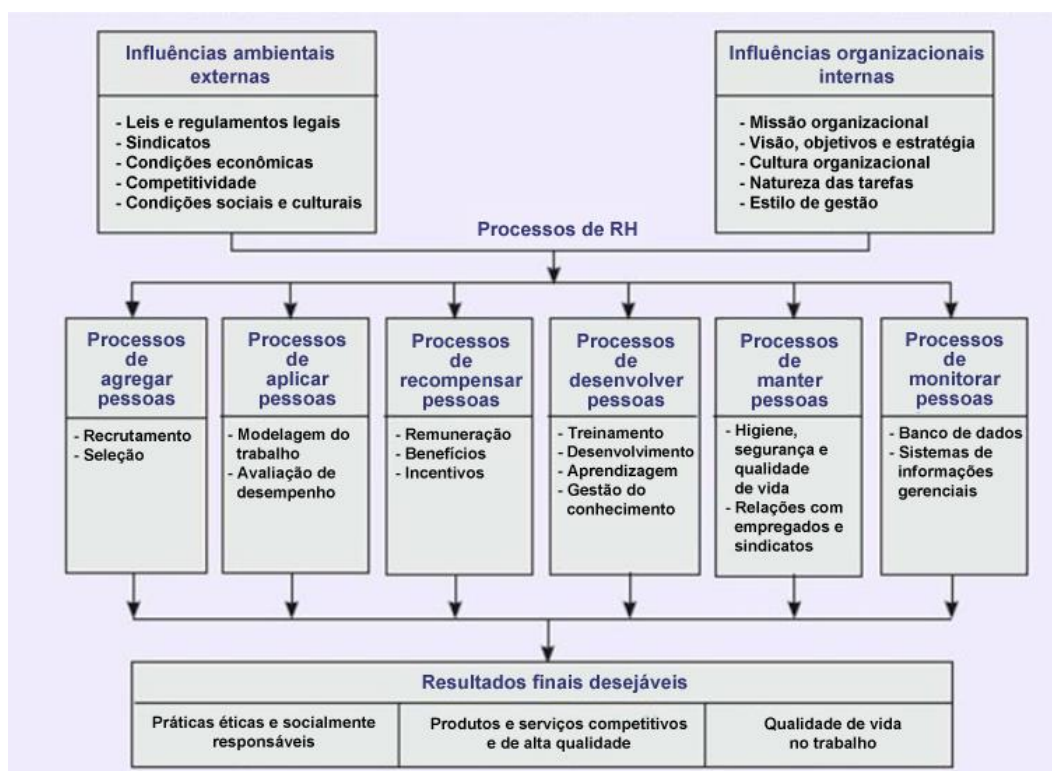 Influências ambientais
externas
- Leis e regulamentos legais
- Sindicatos
- Condições econômicas
- Competitividade
- Condições sociais e culturais
Influências organizacionais
internas
- Missão organizacional
- Visão, objetivos e estratégia
- Cultura organizacional
- Natureza das tarefas
- Estilo de gestão
Processos de RH
Processos
de
agregar
pessoas
- Recrutamento
- Seleção
Processos
de
aplicar
pessoas
- Modelagem do
trabalho
- Avaliação de
desempenho
Processos
de
recompensar
pessoas
- Remuneração
- Benefícios
- Incentivos
Processos
de
desenvolver
pessoas
- Treinamento
- Desenvolvimento
- Aprendizagem
- Gestão do
conhecimento
Processos
de
manter
pessoas
- Higiene,
segurança e
qualidade
de vida
- Relações com
empregados e
sindicatos
Processos
de
monitorar
pessoas
- Banco de dados
- Sistemas de
informações
gerenciais
Resultados finais desejáveis
Práticas éticas e socialmente
responsáveis
Produtos e serviços competitivos
e de alta qualidade
Qualidade de vida
no trabalho